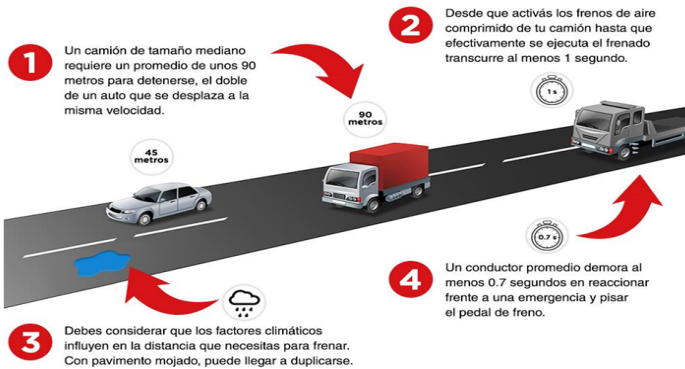 1
Un camión de tamaño mediano
requiere un promedio de unos 90
metros para detenerse, el doble
de un auto que se desplaza a la
misma velocidad.
45
metros
90
metros
2
Desde que activás los frenos de aire
comprimido de tu camión hasta que
efectivamente se ejecuta el frenado
transcurre al menos 1 segundo.
1 s
3
Debes considerar que los factores climáticos
influyen en la distancia que necesitas para frenar.
Con pavimento mojado, puede llegar a duplicarse.
0.7 s
4
Un conductor promedio demora al
menos 0.7 segundos en reaccionar
frente a una emergencia y pisar
el pedal de freno.